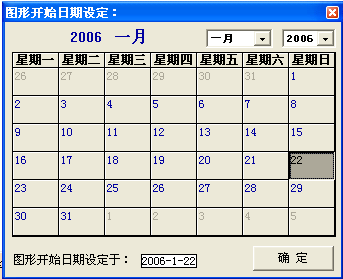 图形开始日期设定：
2006 一月 一月 2006
星期一 星期二 星期三 星期四 星期五 星期六 星期日
26 27 28 29 30 31 1
2 3 4 5 6 7 8
9 10 11 12 13 14 15
16 17 18 19 20 21 22
23 24 25 26 27 28 29
30 31 1 2 3 4 5
图形开始日期设定于： 2006-1-22 确 定